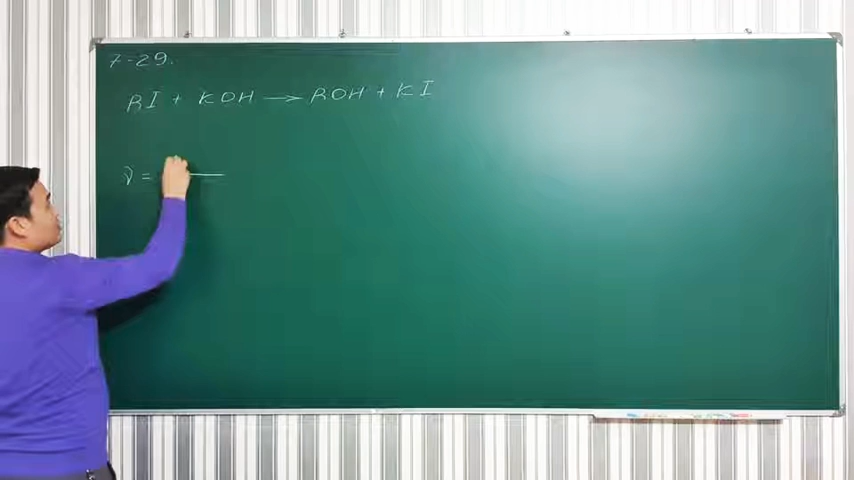 7-29.
RI + KOH → ROH + KI
ν =